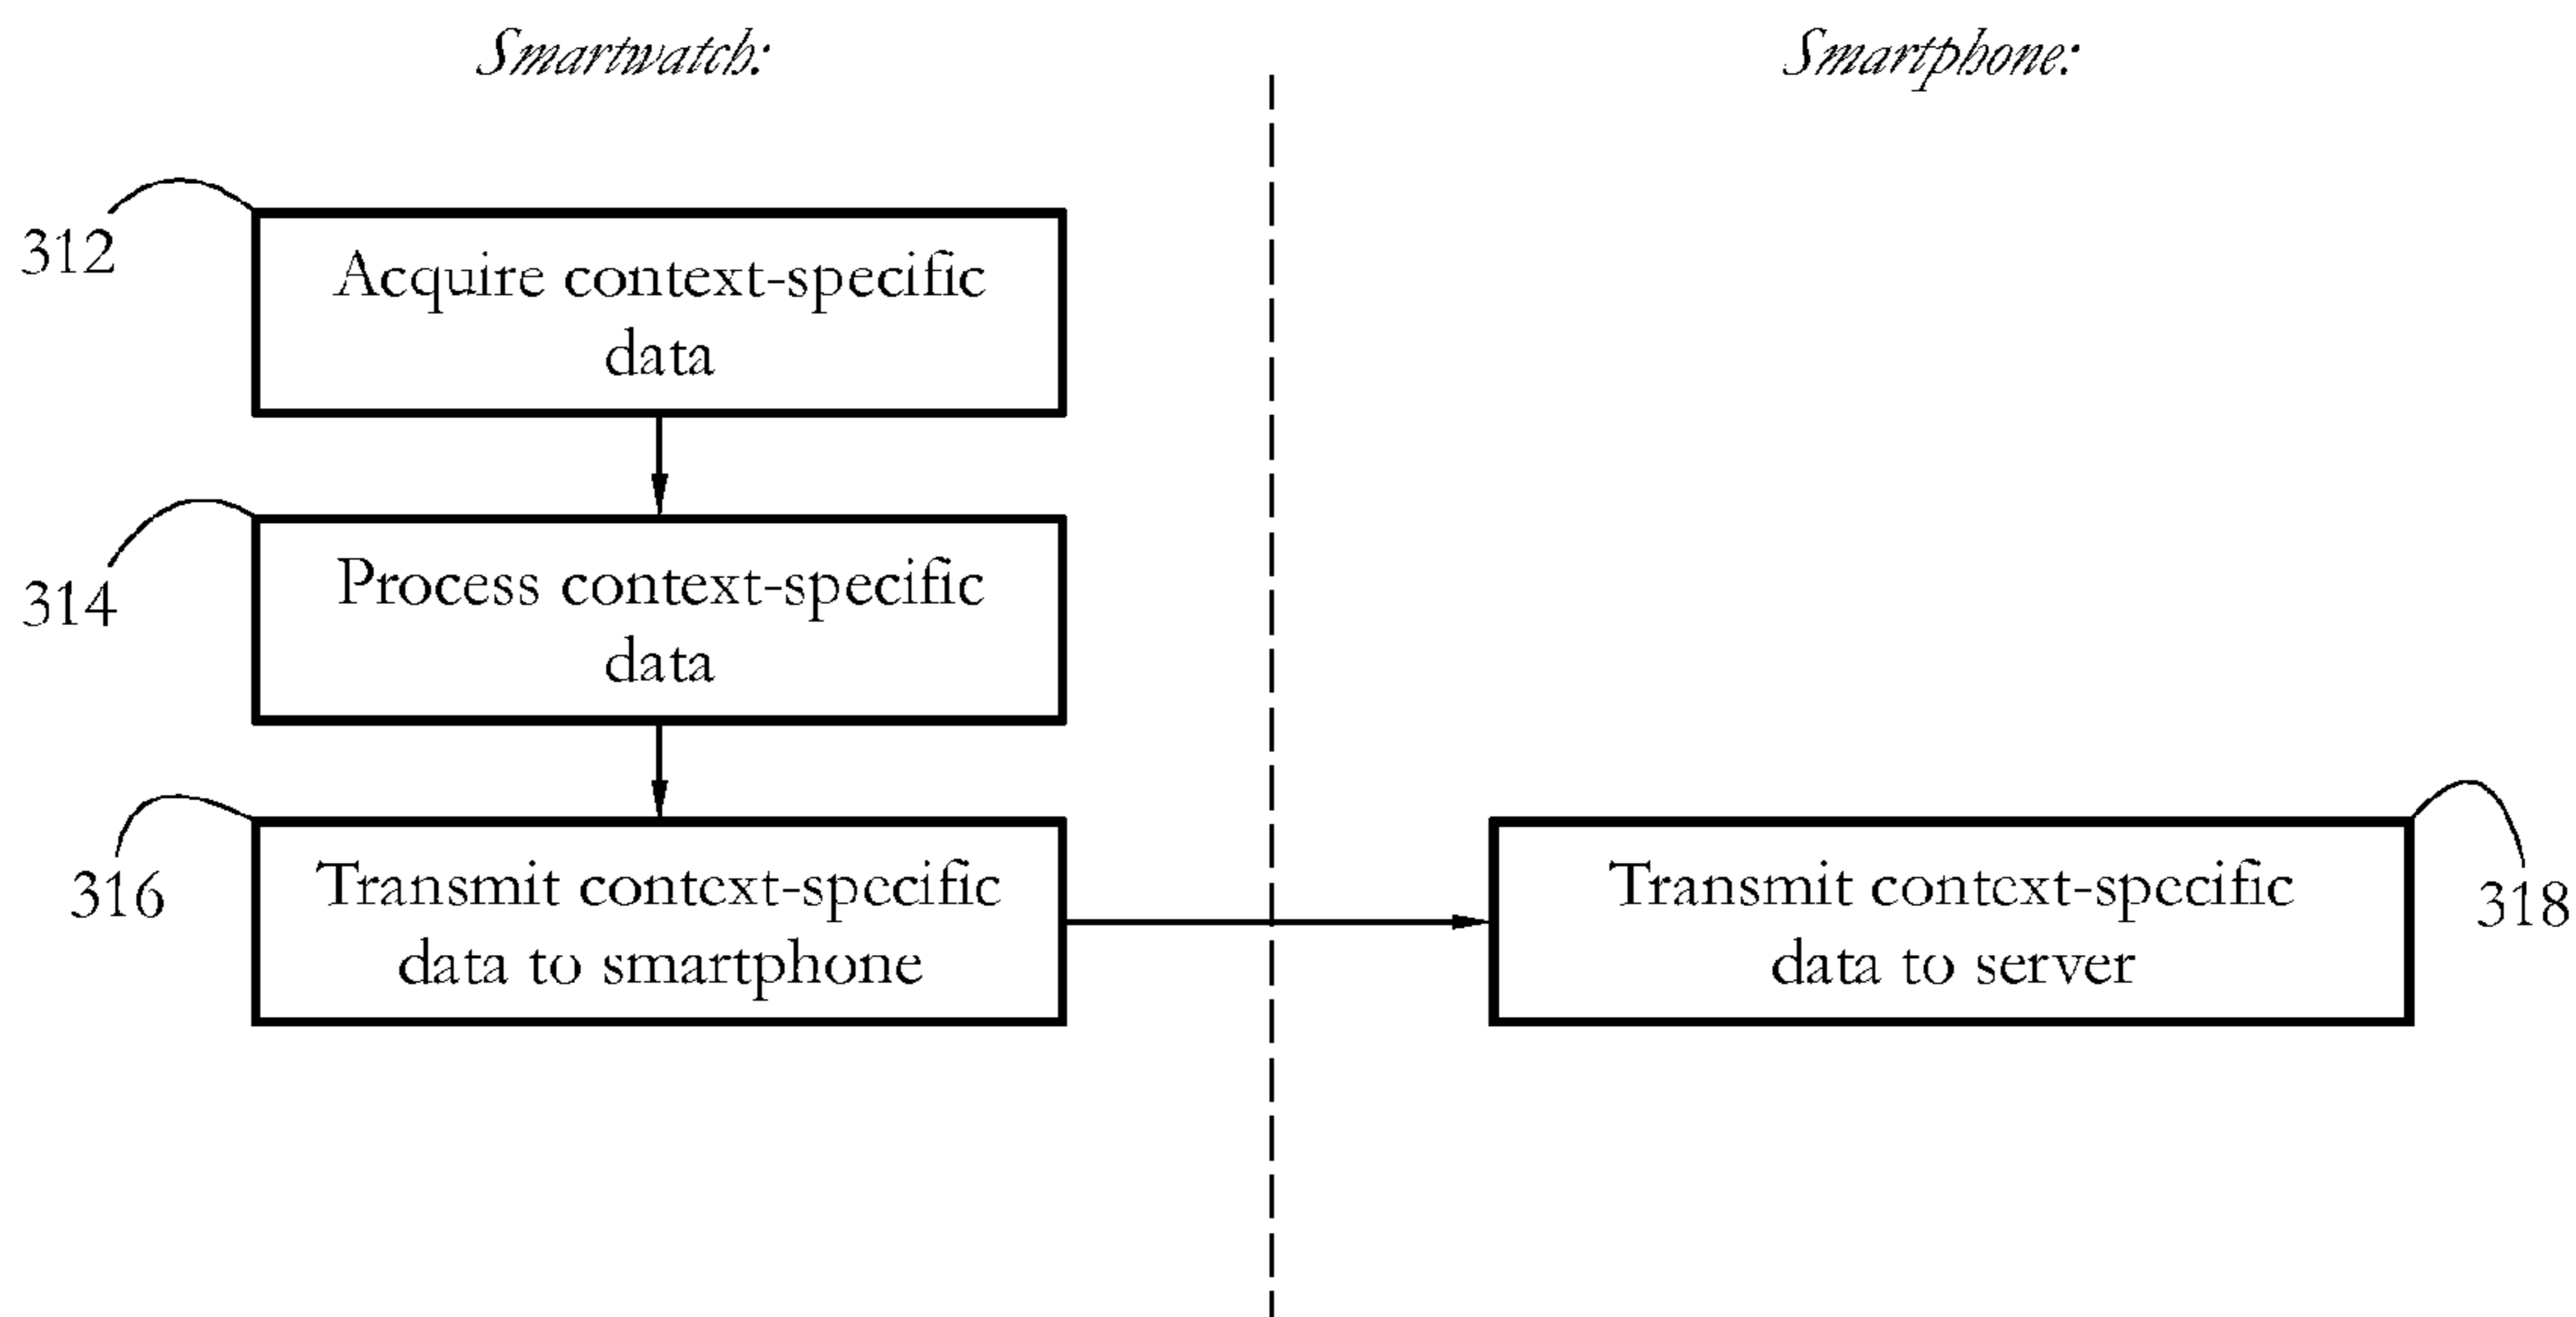 Smartwatch:
Smartphone:
312
Acquire context-specific
data
314
Process context-specific
data
316
Transmit context-specific
data to smartphone
Transmit context-specific
data to server
318